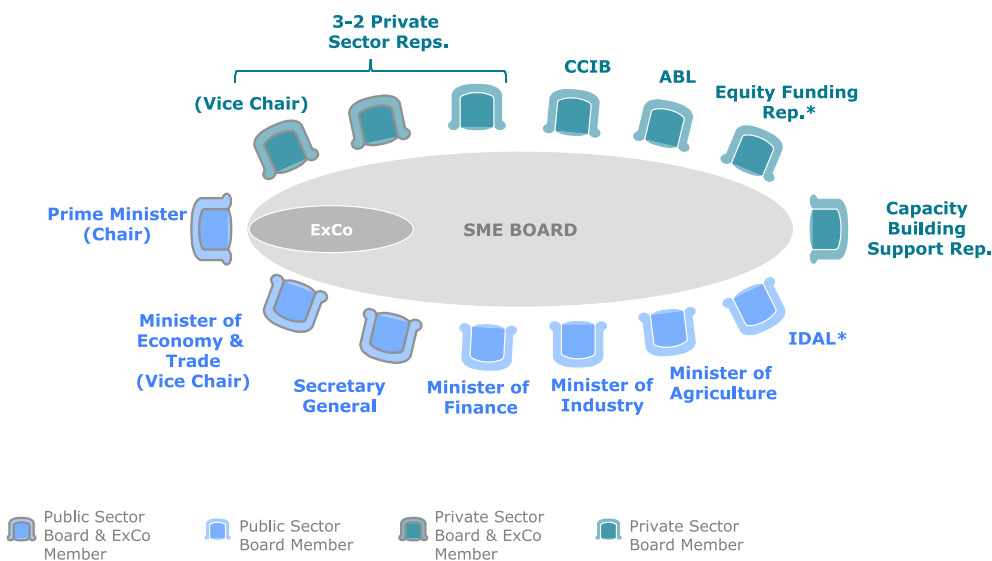 3-2 Private
Sector Reps.
(Vice Chair)
CCIB
ABL
Equity Funding
Rep.*
Prime Minister
(Chair)
ExCo
SME BOARD
Capacity
Building
Support Rep.
Minister of
Economy &
Trade
(Vice Chair)
Secretary
General
Minister of
Finance
Minister of
Industry
Minister of
Agriculture
IDAL*
Public Sector
Board & ExCo
Member
Public Sector
Board Member
Private Sector
Board & ExCo
Member
Private Sector
Board Member